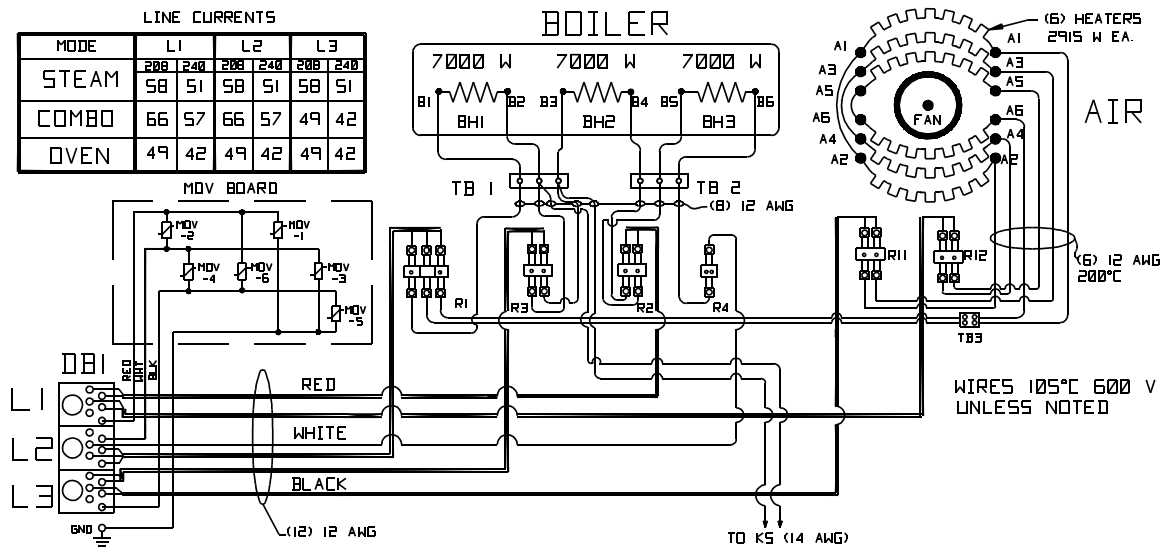 LINE CURRENTS
MODE L1 L2 L3
208 240 208 240 208 240
STEAM 58 51 58 51 58 51
COMBO 66 57 66 57 49 42
OVEN 49 42 49 42 49 42
BOILER
7000 W 7000 W 7000 W
B1 B2 B3 B4 B5 B6
BH1 BH2 BH3
TB 1 TB 2
(8) 12 AWG
(6) HEATERS
2915 W EA.
A1 A1
A3 A3
A5 A5
A6 A6
A4 A4
A2 A2
FAN
AIR
MOV BOARD
MOV
-2
MOV
-1
MOV
-4
MOV
-6
MOV
-3
MOV
-5
R1 R3 R2 R4
R11 R12
(6) 12 AWG
200°C
TB3
DB1
RED
WHT
BLK
L1
L2
L3
GND
RED
WHITE
BLACK
(12) 12 AWG
TO K5 (14 AWG)
WIRES 105°C 600 V
UNLESS NOTED